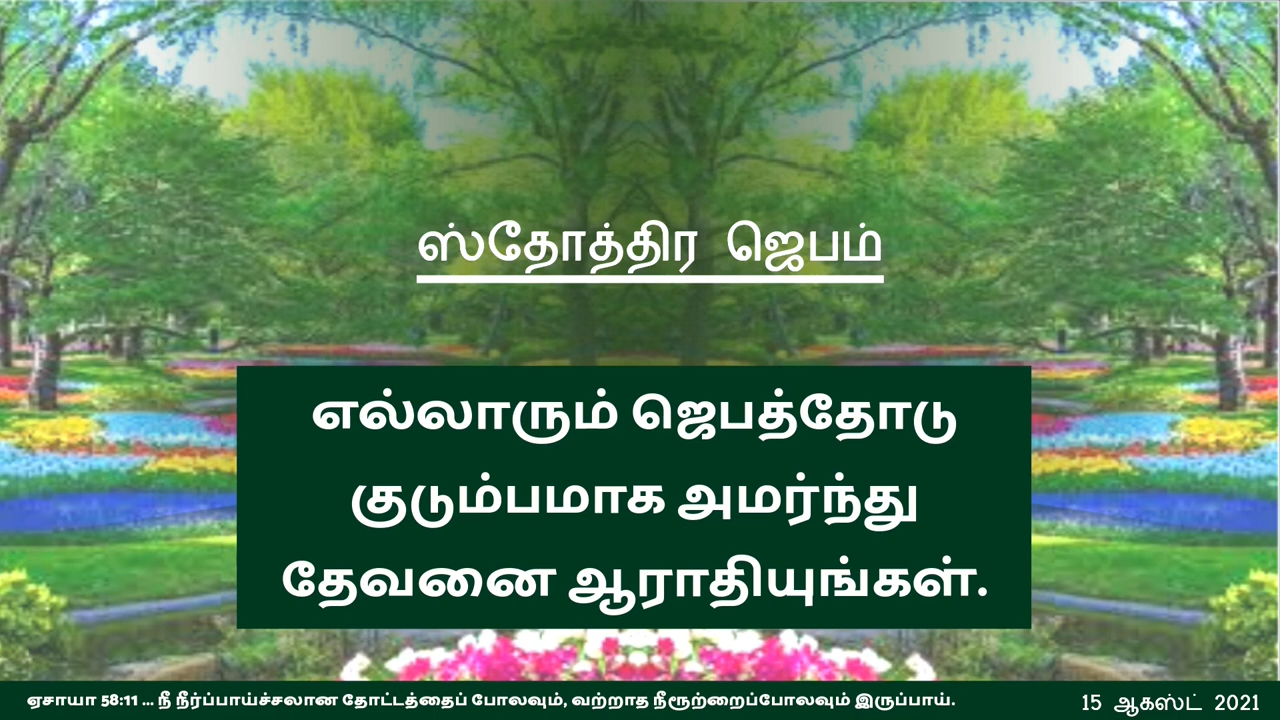 ஸ்தோத்திர ஜெபம்
எல்லாரும் ஜெபத்தோடு
குடும்பமாக அமர்ந்து
தேவனை ஆராதியுங்கள்.
ஏசாயா 58:11 ... நீ நீர்ப்பாய்ச்சலான தோட்டத்தைப் போலவும், வற்றாத நீரூற்றைப்போலவும் இருப்பாய்.
15 ஆகஸ்ட் 2021